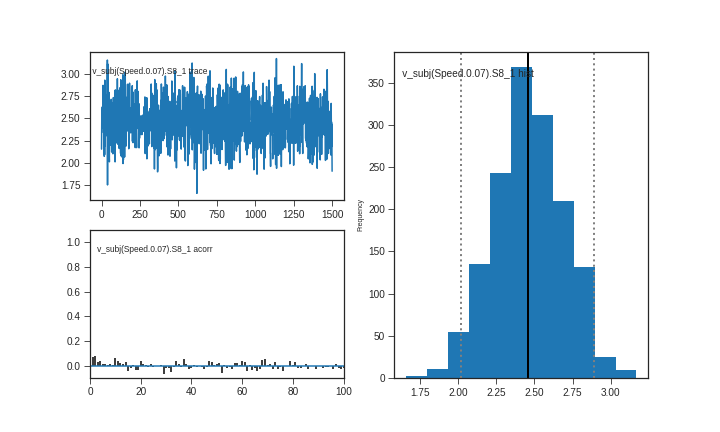 v_subj(Speed.0.07).S8_1 trace
3.00
2.75
2.50
2.25
2.00
1.75
0 250 500 750 1000 1250 1500
v_subj(Speed.0.07).S8_1 acorr
1.0
0.8
0.6
0.4
0.2
0.0
0 20 40 60 80 100
v_subj(Speed.0.07).S8_1 hist
Frequency
350
300
250
200
150
100
50
0
1.75 2.00 2.25 2.50 2.75 3.00